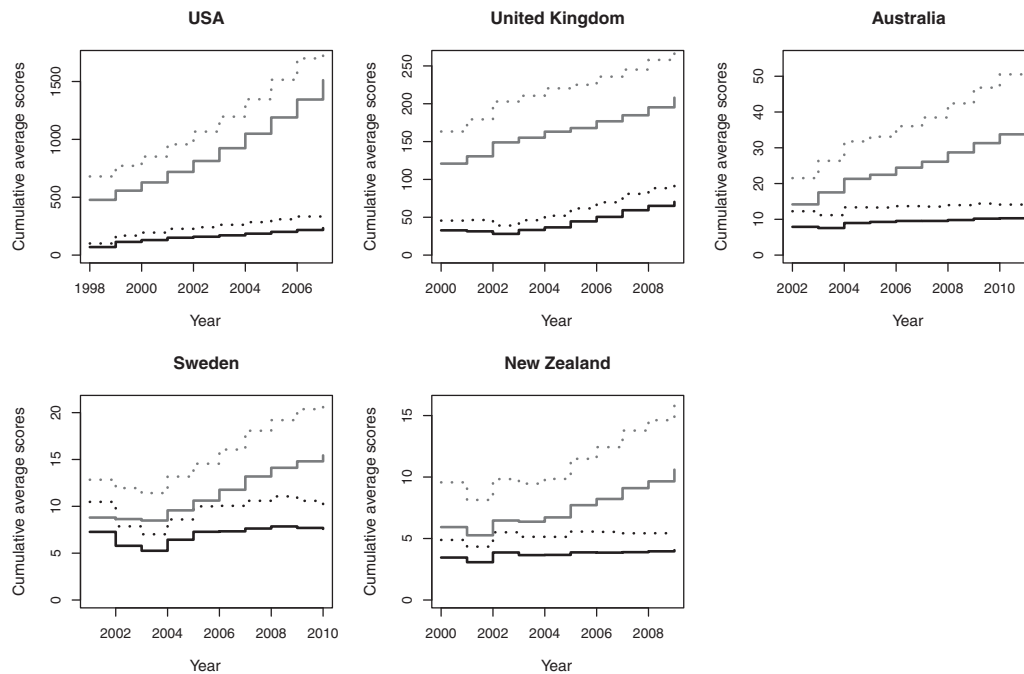 USA
Cumulative average scores
0 500 1000 1500
1998 2000 2002 2004 2006
Year
United Kingdom
Cumulative average scores
0 50 100 150 200 250
2000 2002 2004 2006 2008
Year
Australia
Cumulative average scores
0 10 20 30 40 50
2002 2004 2006 2008 2010
Year
Sweden
Cumulative average scores
0 5 10 15 20
2002 2004 2006 2008 2010
Year
New Zealand
Cumulative average scores
0 5 10 15
2000 2002 2004 2006 2008
Year